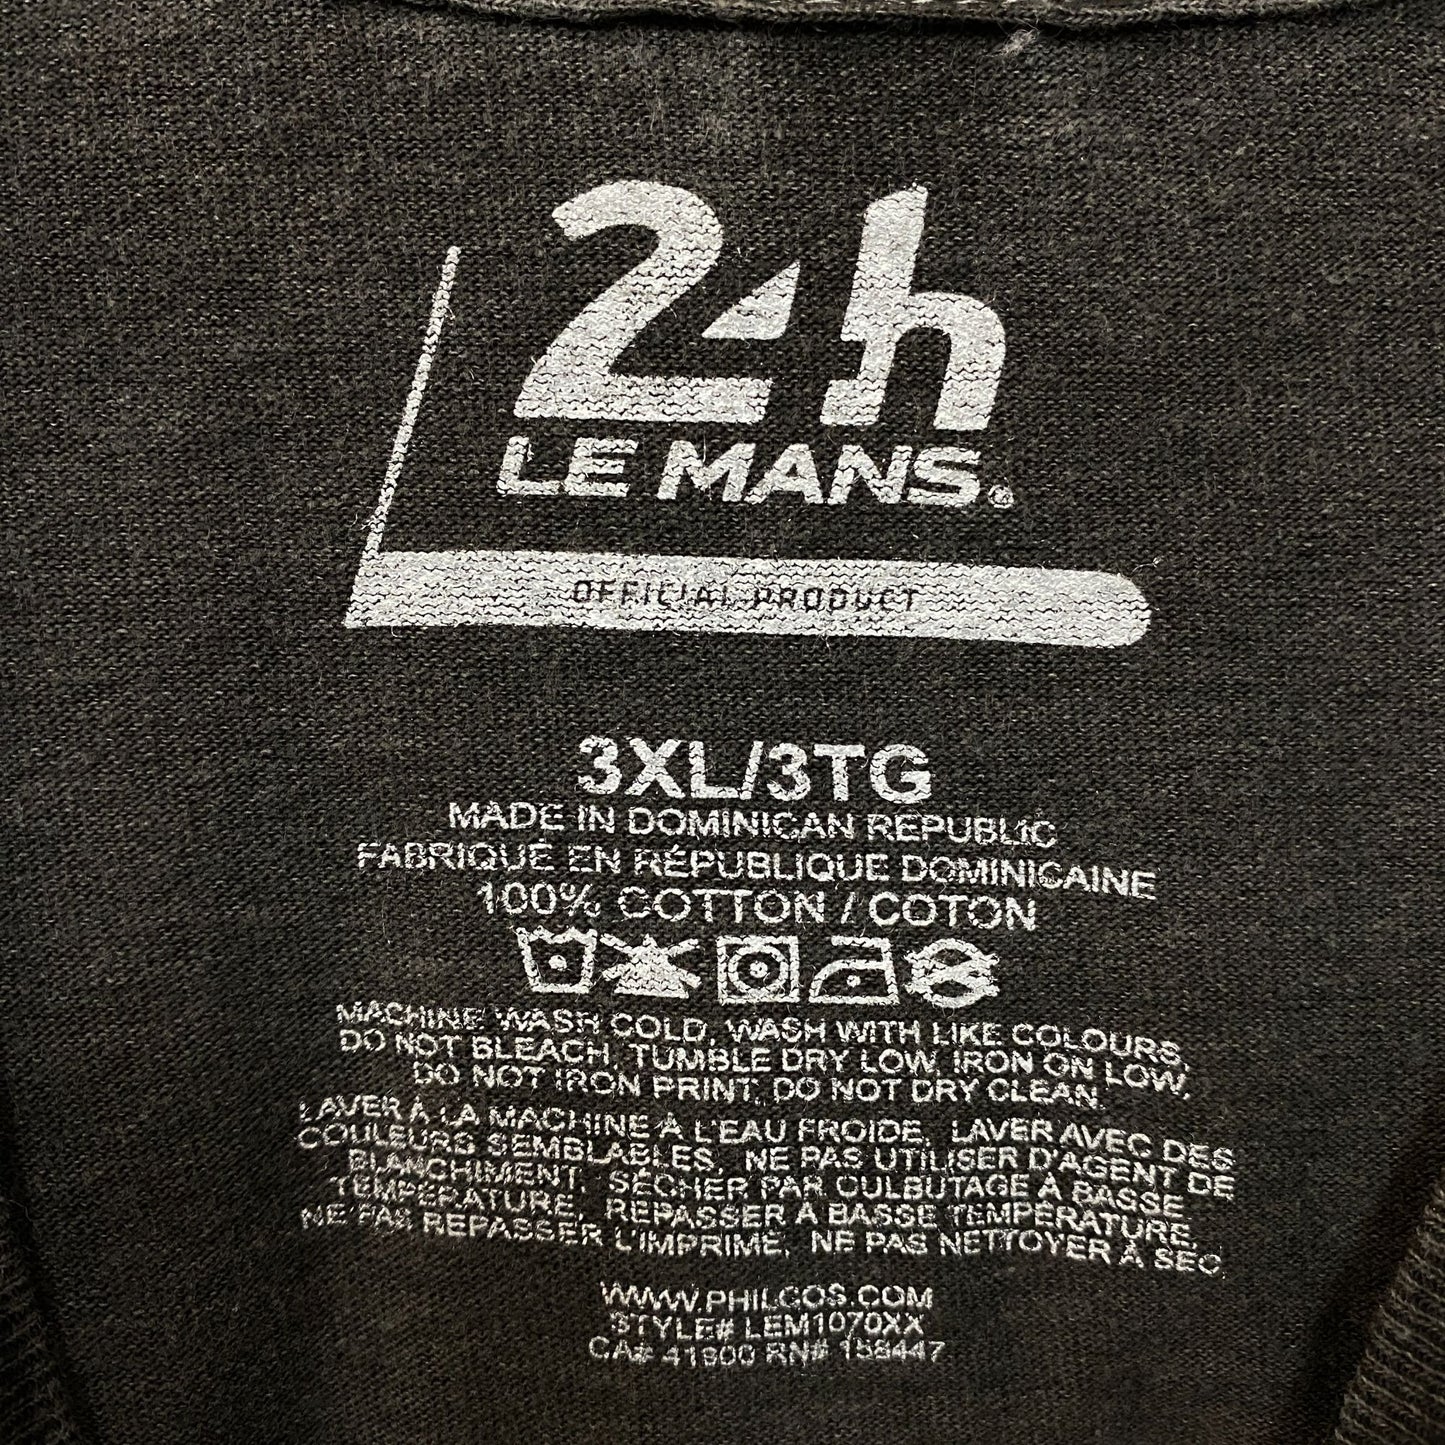 24h
LE MANS®
OFFICIAL PRODUCT
3XL/3TG
MADE IN DOMINICAN REPUBLIC
FABRIQUÉ EN RÉPUBLIQUE DOMINICAINE
100% COTTON / COTON
MACHINE WASH COLD, WASH WITH LIKE COLOURS,
DO NOT BLEACH, TUMBLE DRY LOW, IRON ON LOW,
DO NOT IRON PRINT, DO NOT DRY CLEAN.
LAVER À LA MACHINE À L'EAU FROIDE, LAVER AVEC DES
COULEURS SEMBLABLES, NE PAS UTILISER D'AGENT DE
BLANCHIMENT, SÉCHER PAR CULBUTAGE À BASSE
TEMPÉRATURE, REPASSER À BASSE TEMPÉRATURE,
NE PAS REPASSER L'IMPRIMÉ, NE PAS NETTOYER À SEC
WWW.PHILCOS.COM
STYLE# LEM1070XX
CA# 41900 RN# 158447